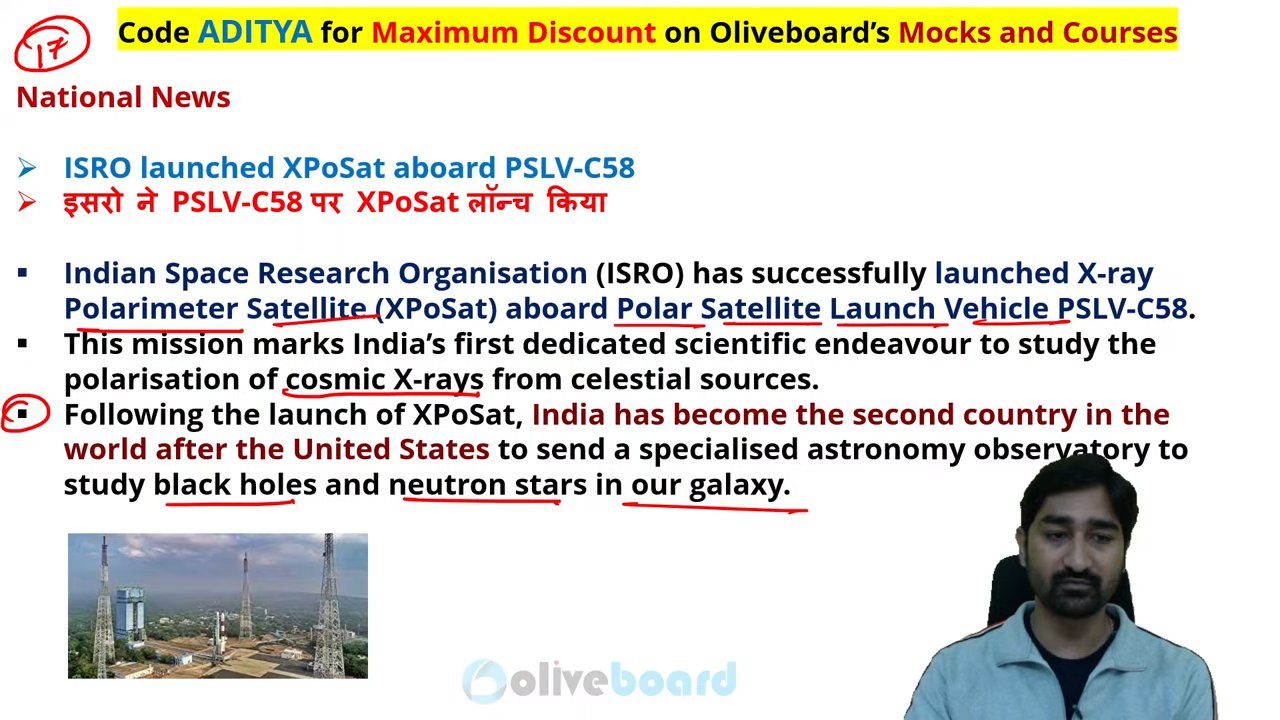 17
Code ADITYA for Maximum Discount on Oliveboard’s Mocks and Courses
National News
ISRO launched XPoSat aboard PSLV-C58
इसरो ने PSLV-C58 पर XPoSat लॉन्च किया
Indian Space Research Organisation (ISRO) has successfully launched X-ray
Polarimeter Satellite (XPoSat) aboard Polar Satellite Launch Vehicle PSLV-C58.
This mission marks India’s first dedicated scientific endeavour to study the
polarisation of cosmic X-rays from celestial sources.
Following the launch of XPoSat, India has become the second country in the
world after the United States to send a specialised astronomy observatory to
study black holes and neutron stars in our galaxy.
oliveboard